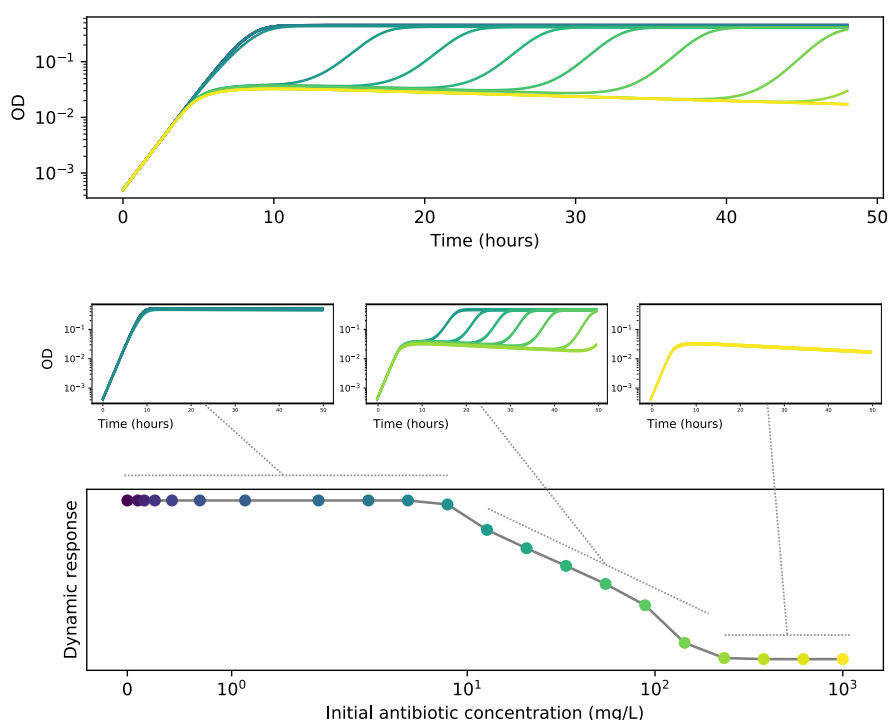 OD
10⁻¹
10⁻²
10⁻³
0 10 20 30 40 50
Time (hours)
OD
10⁻¹
10⁻²
10⁻³
0 10 20 30 40 50
Time (hours)
10⁻¹
10⁻²
10⁻³
0 10 20 30 40 50
Time (hours)
10⁻¹
10⁻²
10⁻³
0 10 20 30 40 50
Time (hours)
Dynamic response
0 10⁰ 10¹ 10² 10³
Initial antibiotic concentration (mg/L)